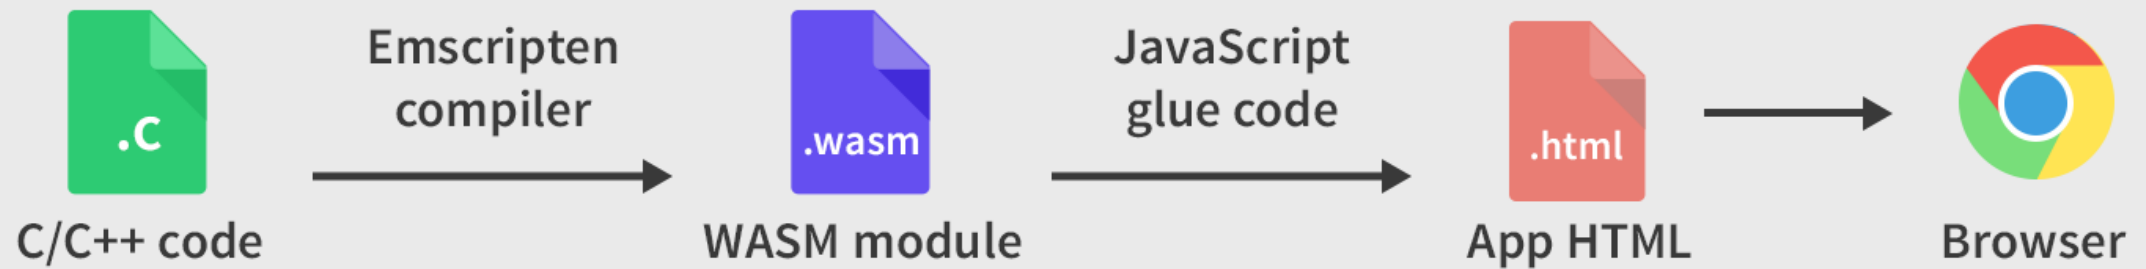 .c
C/C++ code
Emscripten
compiler
.wasm
WASM module
JavaScript
glue code
.html
App HTML
Browser